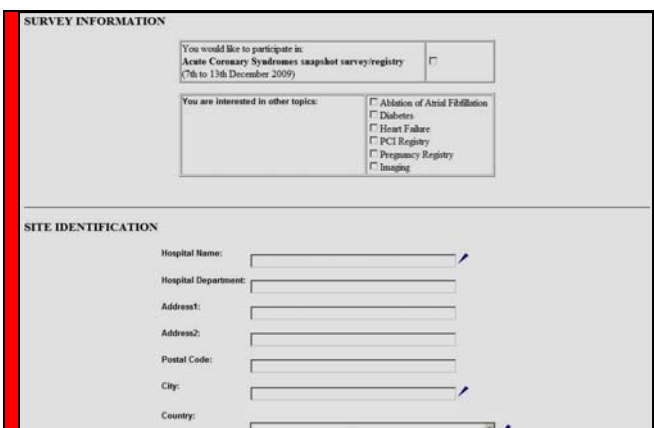 SURVEY INFORMATION
You would like to participate in:
Acute Coronary Syndromes snapshot survey/registry
(7th to 13th December 2009)
You are interested in other topics:
Ablation of Atrial Fibfillation
Diabetes
Heart Failure
PCI Registry
Pregnancy Registry
Imaging
SITE IDENTIFICATION
Hospital Name:
Hospital Department:
Address1:
Address2:
Postal Code:
City:
Country: